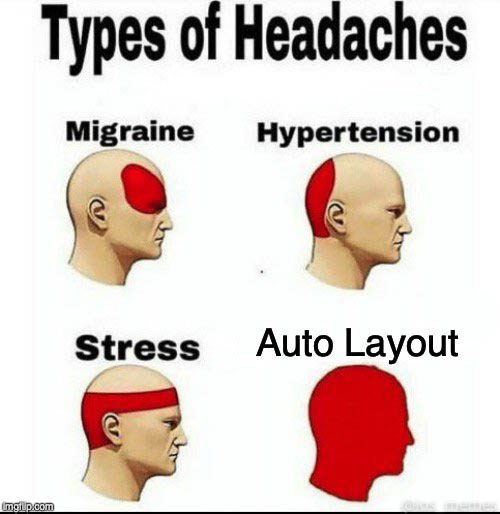 Types of Headaches
Migraine Hypertension
Stress Auto Layout
imgflip.com